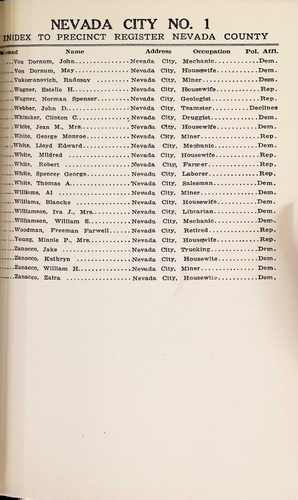 NEVADA CITY NO. 1
INDEX TO PRECINCT REGISTER NEVADA COUNTY
Name Address Occupation Pol. Affl.
Von Dornum, John Nevada City, Mechanic Dem.
Von Dornum, May Nevada City, Housewife Dem.
Vukomanovich, Radosav Nevada City, Miner Dem.
Wagner, Estelle H. Nevada City, Housewife Rep.
Wagner, Norman Spensor Nevada City, Geologist Rep.
Webber, John D. Nevada City, Teamster Declines
Whitsker, Clinton C. Nevada City, Druggist Dem.
White, Jean M., Mrs. Nevada City, Housewife Dem.
White, George Monroe Nevada City, Miner Rep.
White, Lloyd Edward Nevada City, Mechanic Dem.
White, Mildred Nevada City, Housewife Rep.
White, Robert Nevada City, Farmer Rep.
White, Spencer George Nevada City, Laborer Rep.
White, Thomas A. Nevada City, Salesman Dem.
Williams, Al Nevada City, Miner Dem.
Williams, Blanche Nevada City, Housewife Dem.
Williamson, Iva J., Mrs. Nevada City, Librarian Dem.
Williamson, William S. Nevada City, Mechanic Dem.
Woodman, Freeman Farwell Nevada City, Retired Rep.
Young, Minnie P., Mrs. Nevada City, Housewife Rep.
Zanocco, Jake Nevada City, Trucking Dem.
Zanocco, Kathryn Nevada City, Housewife Dem.
Zanacco, William H. Nevada City, Miner Dem.
Zanacco, Zaira Nevada City, Housewife Dem.